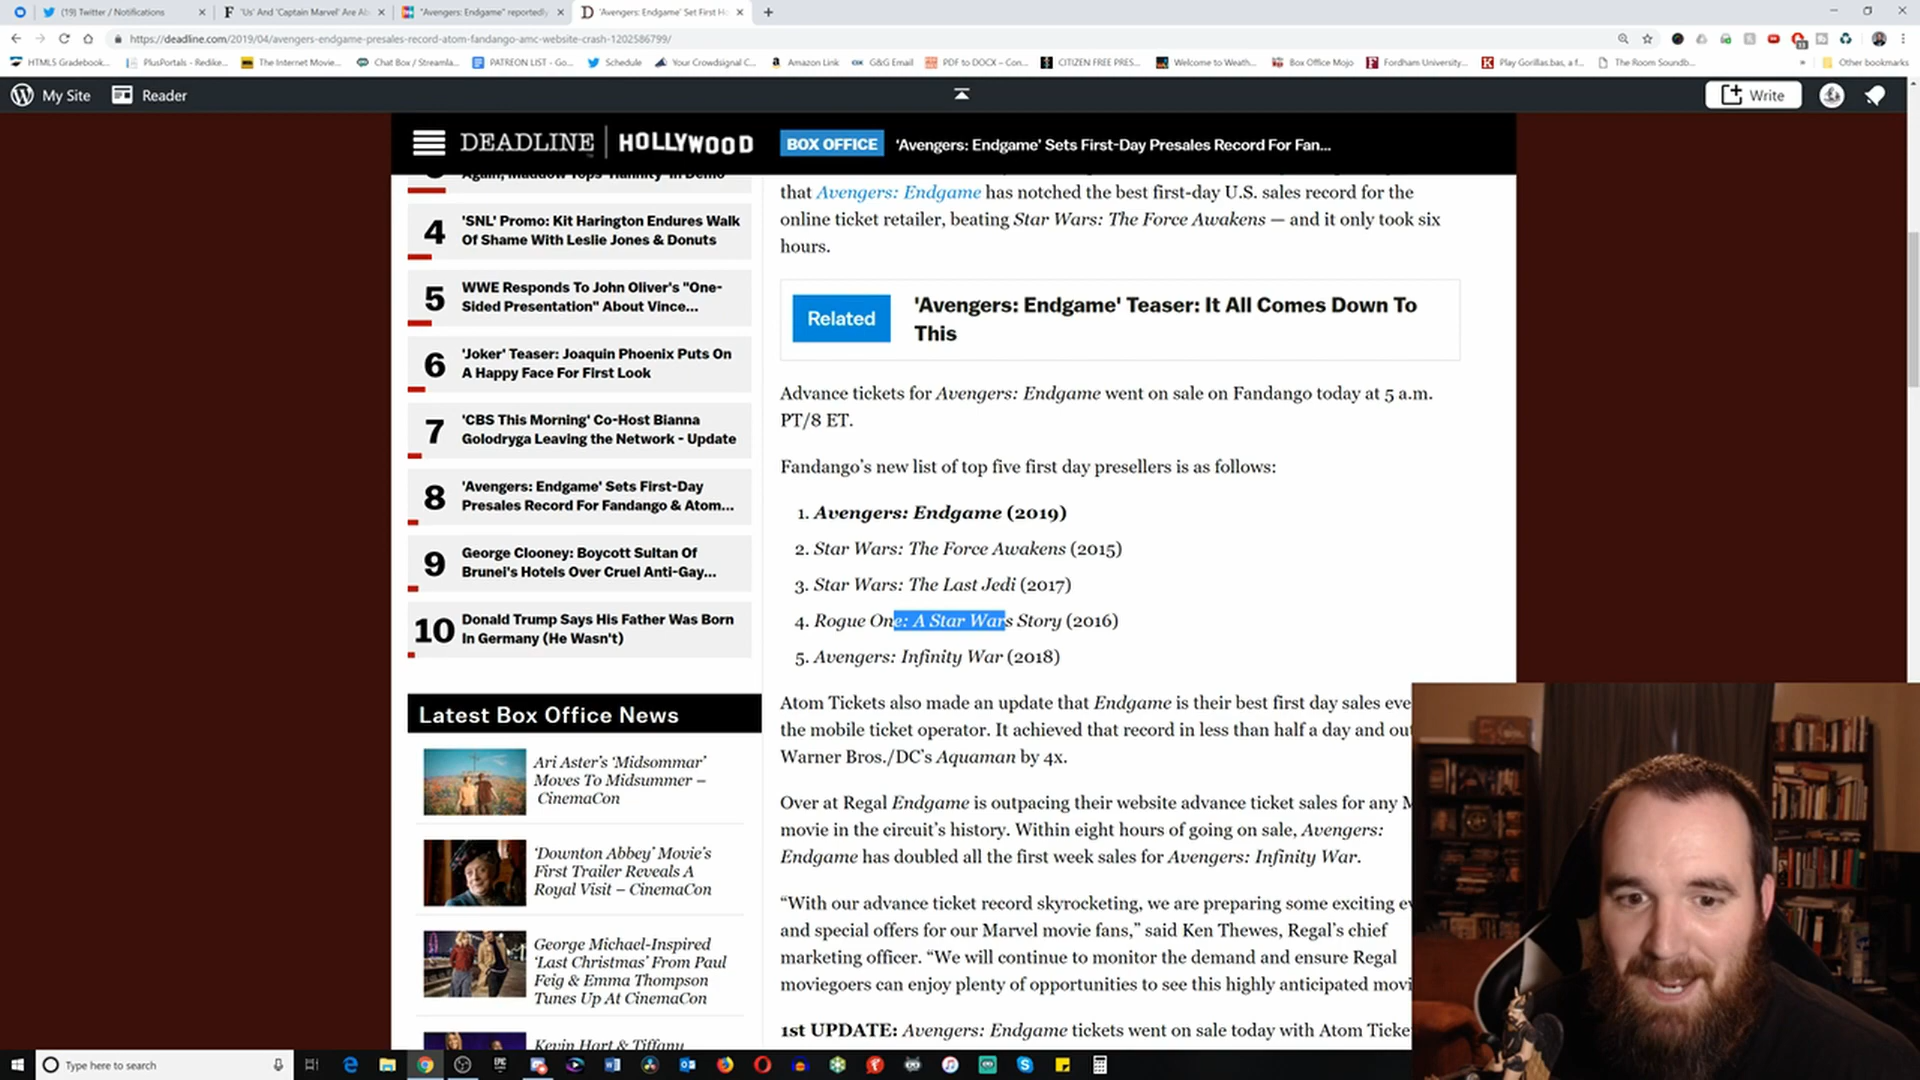 (19) Twitter / Notifications
'Us' And 'Captain Marvel' Are Ab
"Avengers: Endgame" reportedly
'Avengers: Endgame' Set First H
https://deadline.com/2019/04/avengers-endgame-presales-record-atom-fandango-amc-website-crash-1202586799/
HTML5 Gradebook...
PlusPortals - Redike...
The Internet Movie...
Chat Box / Streamla...
PATREON LIST - Go...
Schedule
Your Crowdsignal C...
Amazon Link
G&G Email
PDF to DOCX – Con...
CITIZEN FREE PRES...
Welcome to Weath...
Box Office Mojo
Fordham University...
Play Gorillas.bas, a f...
The Room Soundb...
Other bookmarks
My Site
Reader
Write
DEADLINE | HOLLYWOOD
BOX OFFICE
'Avengers: Endgame' Sets First-Day Presales Record For Fan...
Again; Maddow Tops 'Hannity' In Demo
4
'SNL' Promo: Kit Harington Endures Walk
Of Shame With Leslie Jones & Donuts
5
WWE Responds To John Oliver's "One-
Sided Presentation" About Vince...
6
'Joker' Teaser: Joaquin Phoenix Puts On
A Happy Face For First Look
7
'CBS This Morning' Co-Host Bianna
Golodryga Leaving the Network - Update
8
'Avengers: Endgame' Sets First-Day
Presales Record For Fandango & Atom...
9
George Clooney: Boycott Sultan Of
Brunei's Hotels Over Cruel Anti-Gay...
10
Donald Trump Says His Father Was Born
In Germany (He Wasn't)
Latest Box Office News
Ari Aster's 'Midsommar'
Moves To Midsummer –
CinemaCon
'Downton Abbey' Movie's
First Trailer Reveals A
Royal Visit – CinemaCon
George Michael-Inspired
'Last Christmas' From Paul
Feig & Emma Thompson
Tunes Up At CinemaCon
Kevin Hart & Tiffany
that Avengers: Endgame has notched the best first-day U.S. sales record for the
online ticket retailer, beating Star Wars: The Force Awakens — and it only took six
hours.
Related
'Avengers: Endgame' Teaser: It All Comes Down To
This
Advance tickets for Avengers: Endgame went on sale on Fandango today at 5 a.m.
PT/8 ET.
Fandango's new list of top five first day presellers is as follows:
1. Avengers: Endgame (2019)
2. Star Wars: The Force Awakens (2015)
3. Star Wars: The Last Jedi (2017)
4. Rogue One: A Star Wars Story (2016)
5. Avengers: Infinity War (2018)
Atom Tickets also made an update that Endgame is their best first day sales eve
the mobile ticket operator. It achieved that record in less than half a day and out
Warner Bros./DC's Aquaman by 4x.
Over at Regal Endgame is outpacing their website advance ticket sales for any M
movie in the circuit's history. Within eight hours of going on sale, Avengers:
Endgame has doubled all the first week sales for Avengers: Infinity War.
“With our advance ticket record skyrocketing, we are preparing some exciting ev
and special offers for our Marvel movie fans,” said Ken Thewes, Regal's chief
marketing officer. “We will continue to monitor the demand and ensure Regal
moviegoers can enjoy plenty of opportunities to see this highly anticipated movi
1st UPDATE: Avengers: Endgame tickets went on sale today with Atom Ticke
Type here to search